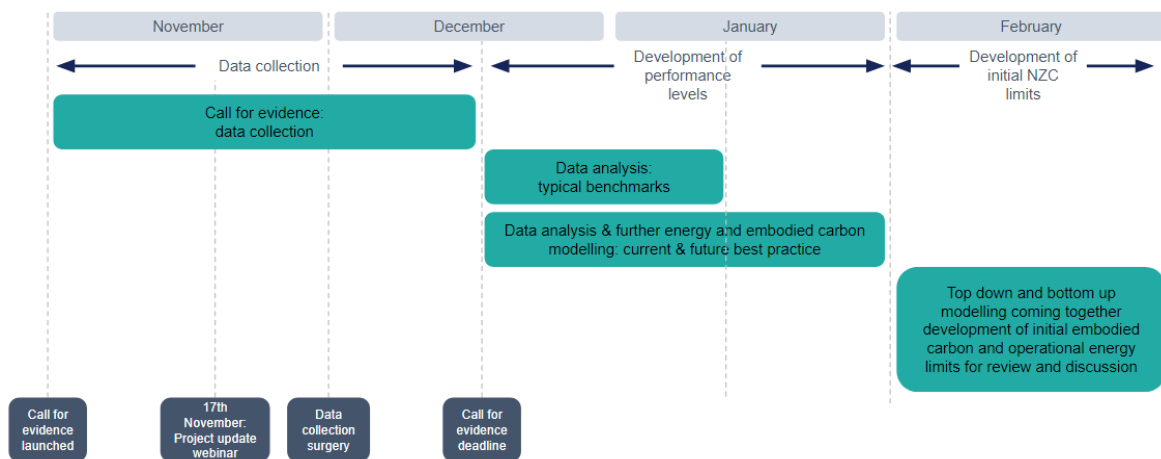 November
December
January
February
Data collection
Development of
performance
levels
Development of
initial NZC
limits
Call for evidence:
data collection
Data analysis:
typical benchmarks
Data analysis & further energy and embodied carbon
modelling: current & future best practice
Top down and bottom up
modelling coming together
development of initial embodied
carbon and operational energy
limits for review and discussion
Call for
evidence
launched
17th
November:
Project update
webinar
Data
collection
surgery
Call for
evidence
deadline